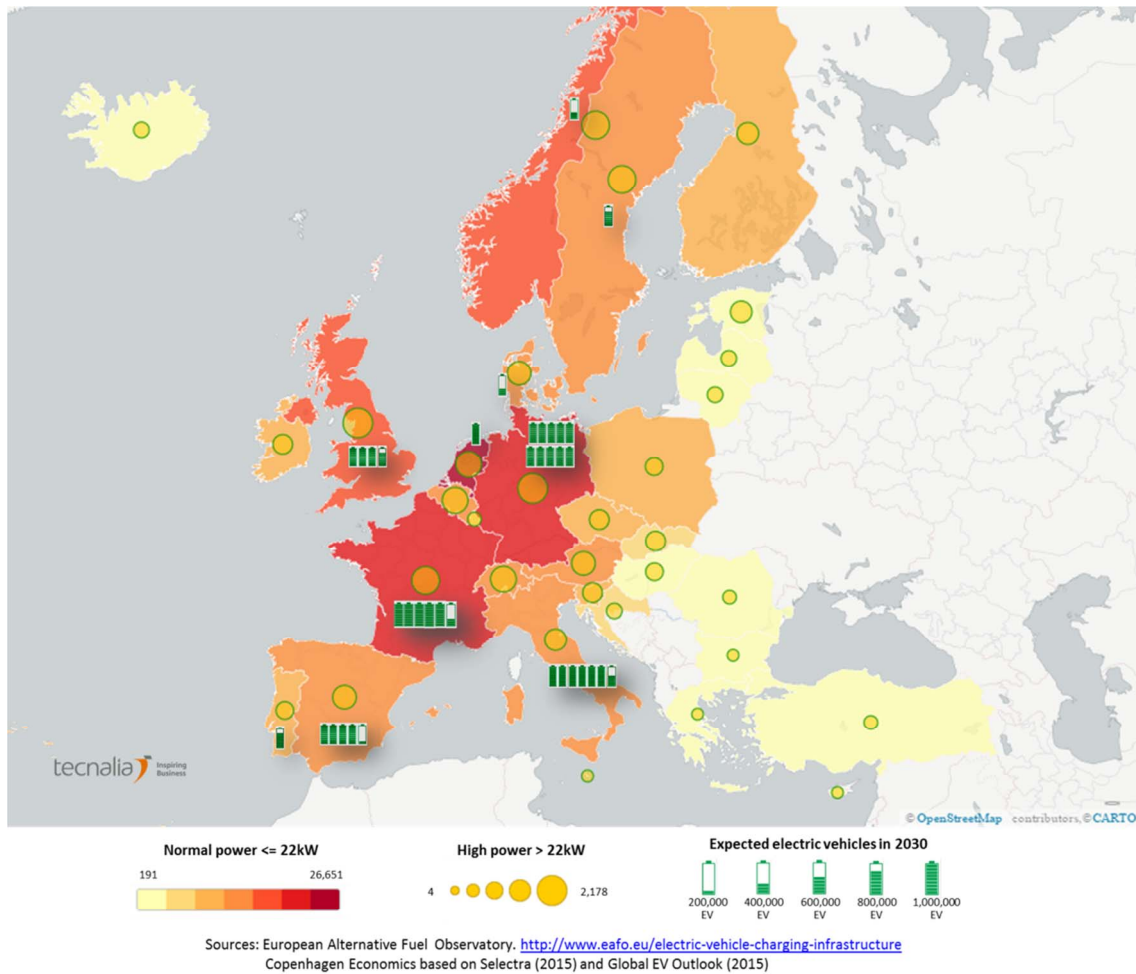 tecnalia Inspiring
Business
© OpenStreetMap contributors, © CARTO
Normal power <= 22kW
191 26,651
High power > 22kW
4 2,178
Expected electric vehicles in 2030
200,000 400,000 600,000 800,000 1,000,000
EV EV EV EV EV
Sources: European Alternative Fuel Observatory. http://www.eafo.eu/electric-vehicle-charging-infrastructure
Copenhagen Economics based on Selectra (2015) and Global EV Outlook (2015)